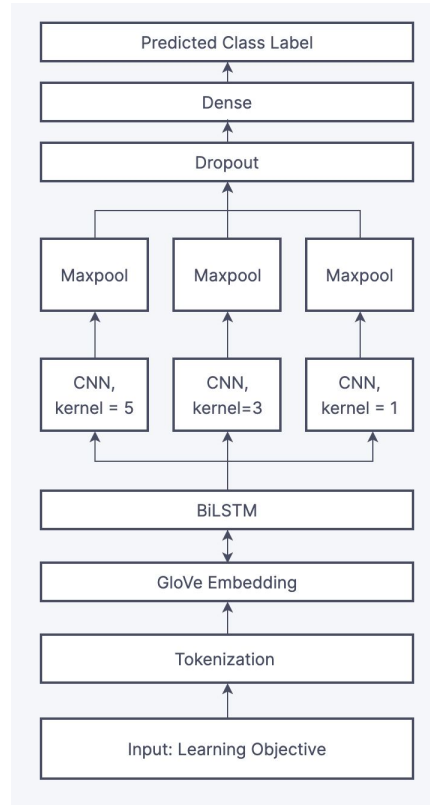 Predicted Class Label
Dense
Dropout
Maxpool
Maxpool
Maxpool
CNN,
kernel = 5
CNN,
kernel=3
CNN,
kernel = 1
BiLSTM
GloVe Embedding
Tokenization
Input: Learning Objective